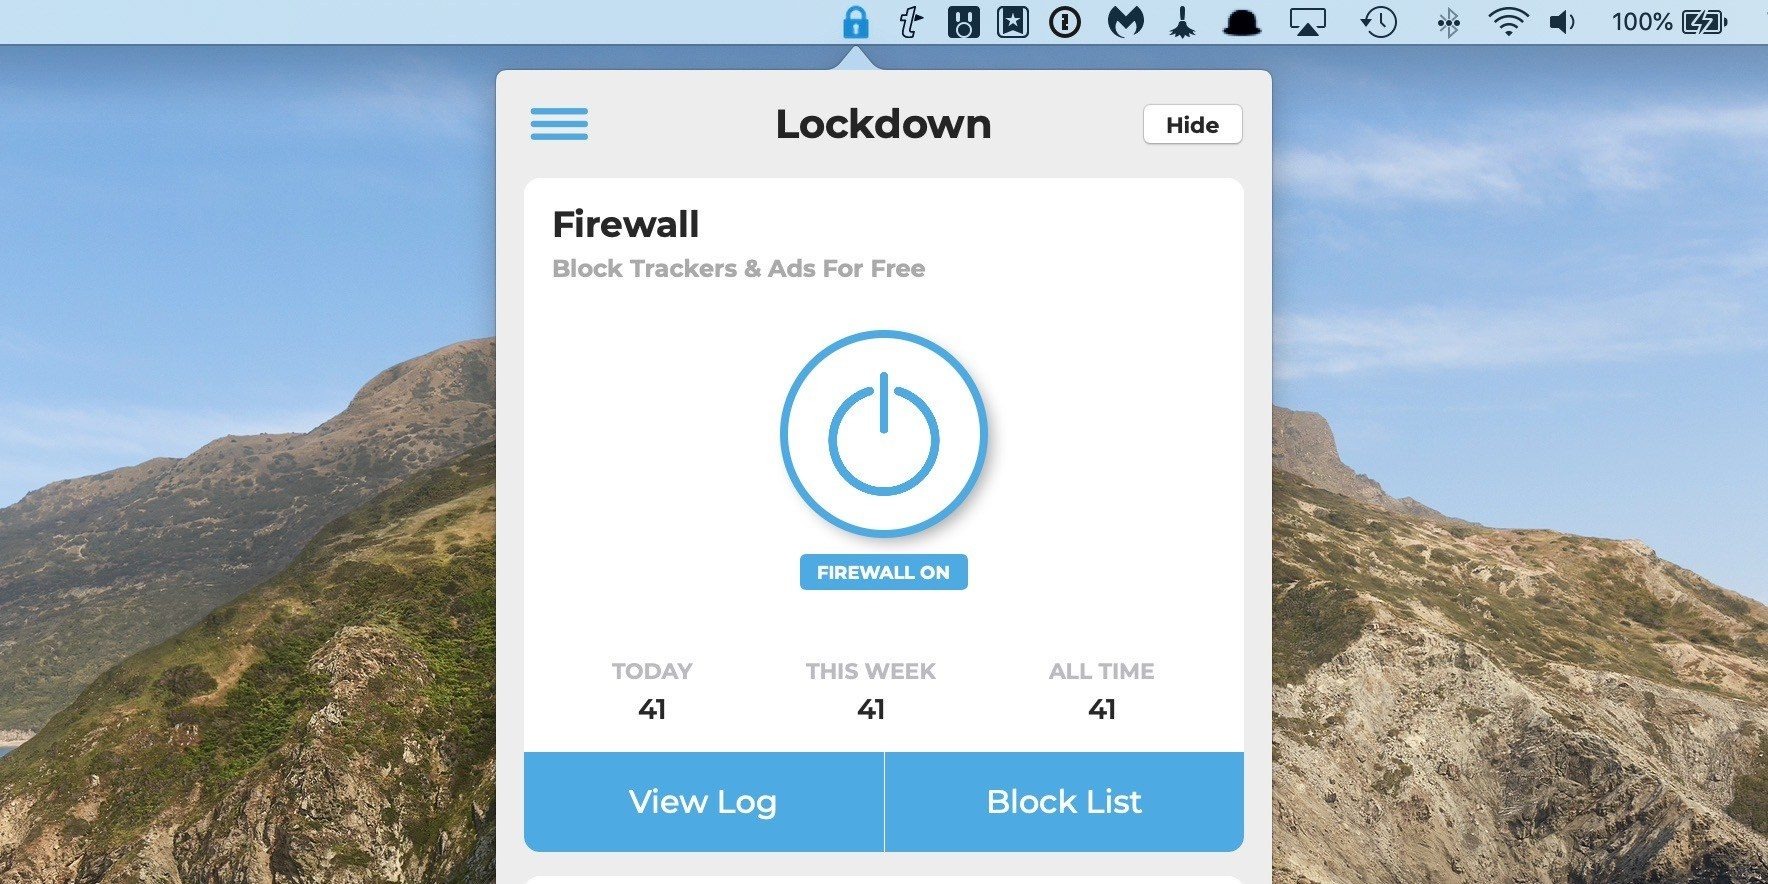 100%
Lockdown
Hide
Firewall
Block Trackers & Ads For Free
FIREWALL ON
TODAY THIS WEEK ALL TIME
41 41 41
View Log Block List